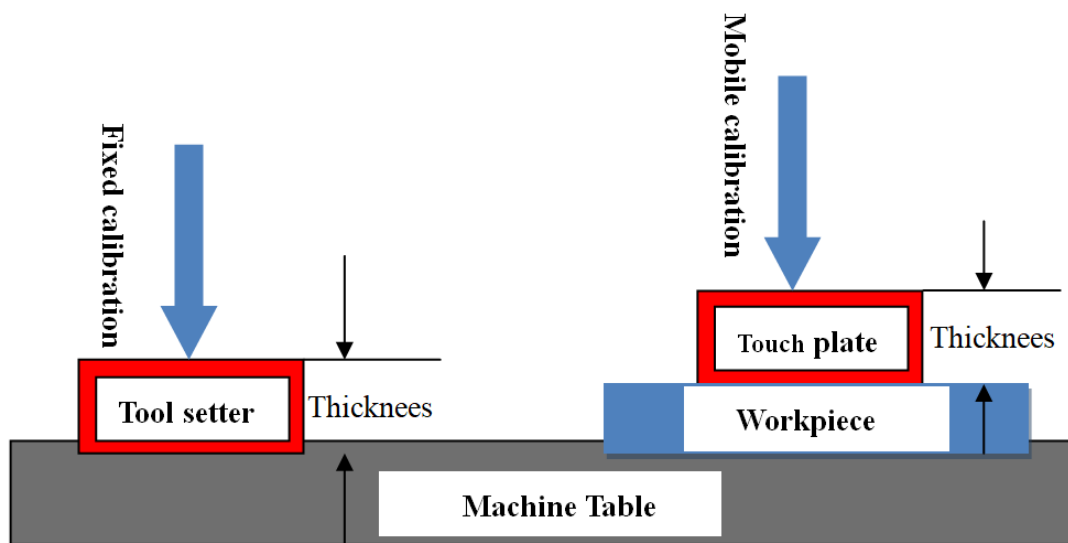 Fixed calibration
Mobile calibration
Tool setter
Thicknees
Touch plate
Thicknees
Workpiece
Machine Table